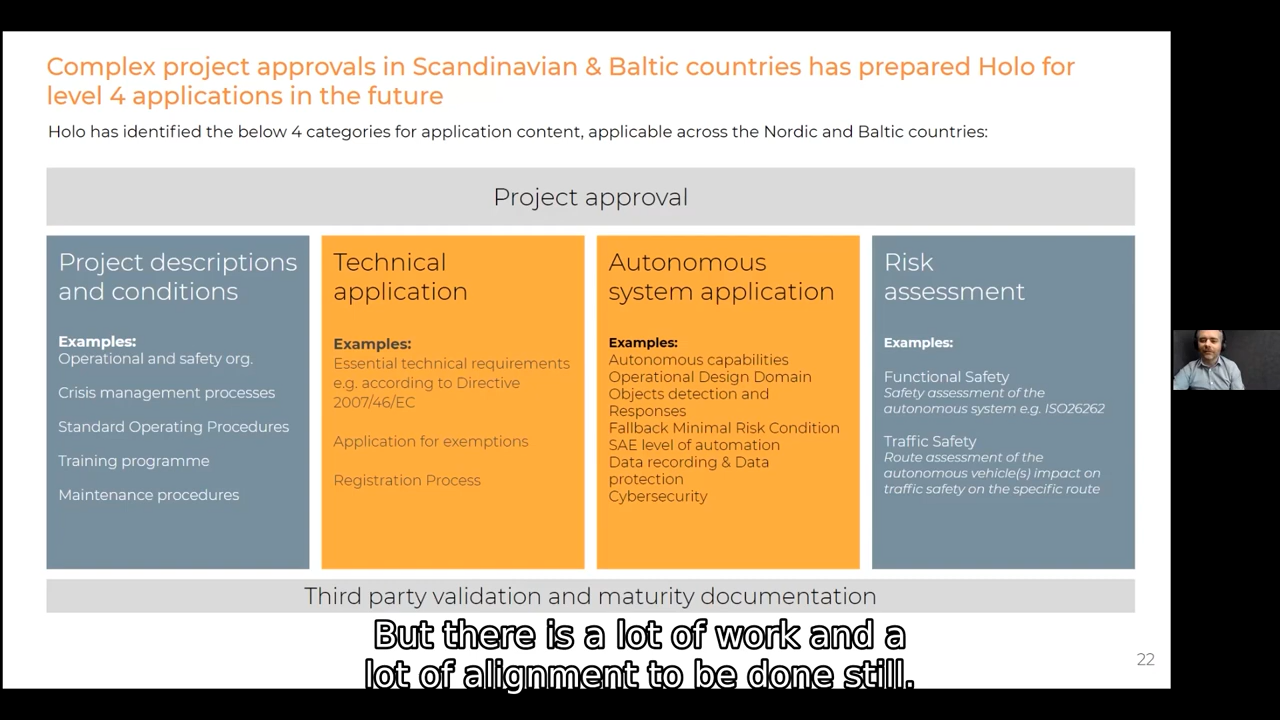 Complex project approvals in Scandinavian & Baltic countries has prepared Holo for
level 4 applications in the future
Holo has identified the below 4 categories for application content, applicable across the Nordic and Baltic countries:
Project approval
Project descriptions
and conditions
Examples:
Operational and safety org.
Crisis management processes
Standard Operating Procedures
Training programme
Maintenance procedures
Technical
application
Examples:
Essential technical requirements
e.g. according to Directive
2007/46/EC
Application for exemptions
Registration Process
Autonomous
system application
Examples:
Autonomous capabilities
Operational Design Domain
Objects detection and
Responses
Fallback Minimal Risk Condition
SAE level of automation
Data recording & Data
protection
Cybersecurity
Risk
assessment
Examples:
Functional Safety
Safety assessment of the
autonomous system e.g. ISO26262
Traffic Safety
Route assessment of the
autonomous vehicle(s) impact on
traffic safety on the specific route
Third party validation and maturity documentation
But there is a lot of work and a
lot of alignment to be done still.
22